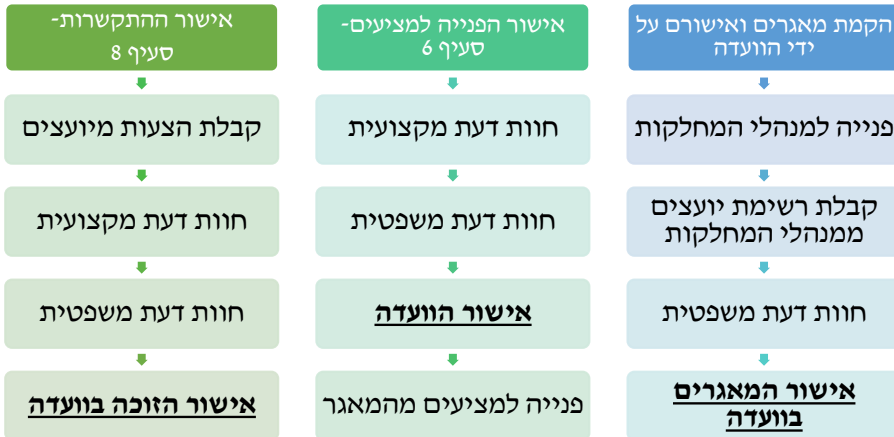 הקמת מאגרים ואישורם על
ידי הוועדה
פנייה למנהלי המחלקות
קבלת רשימת יועצים
ממנהלי המחלקות
חוות דעת משפטית
אישור המאגרים
בוועדה
אישור הפנייה למציעים-
סעיף 6
חוות דעת מקצועית
חוות דעת משפטית
אישור הוועדה
פנייה למציעים מהמאגר
אישור ההתקשרות-
סעיף 8
קבלת הצעות מיועצים
חוות דעת מקצועית
חוות דעת משפטית
אישור הזוכה בוועדה